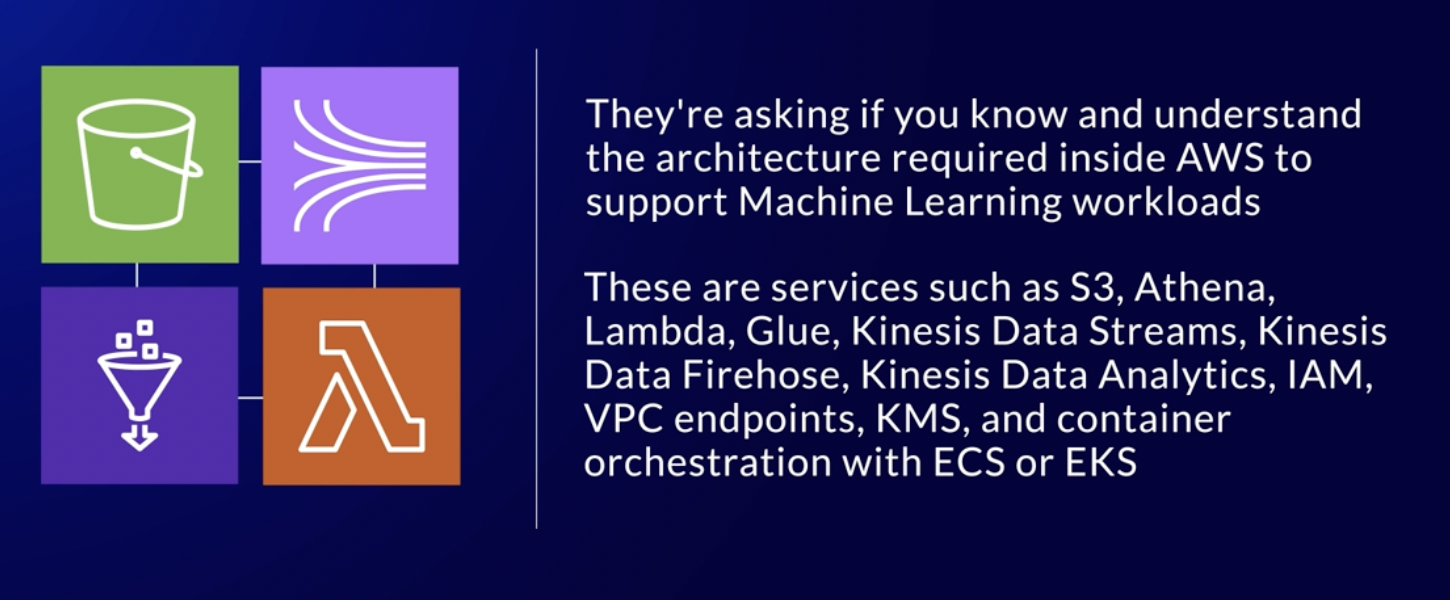 They're asking if you know and understand
the architecture required inside AWS to
support Machine Learning workloads
These are services such as S3, Athena,
Lambda, Glue, Kinesis Data Streams, Kinesis
Data Firehose, Kinesis Data Analytics, IAM,
VPC endpoints, KMS, and container
orchestration with ECS or EKS